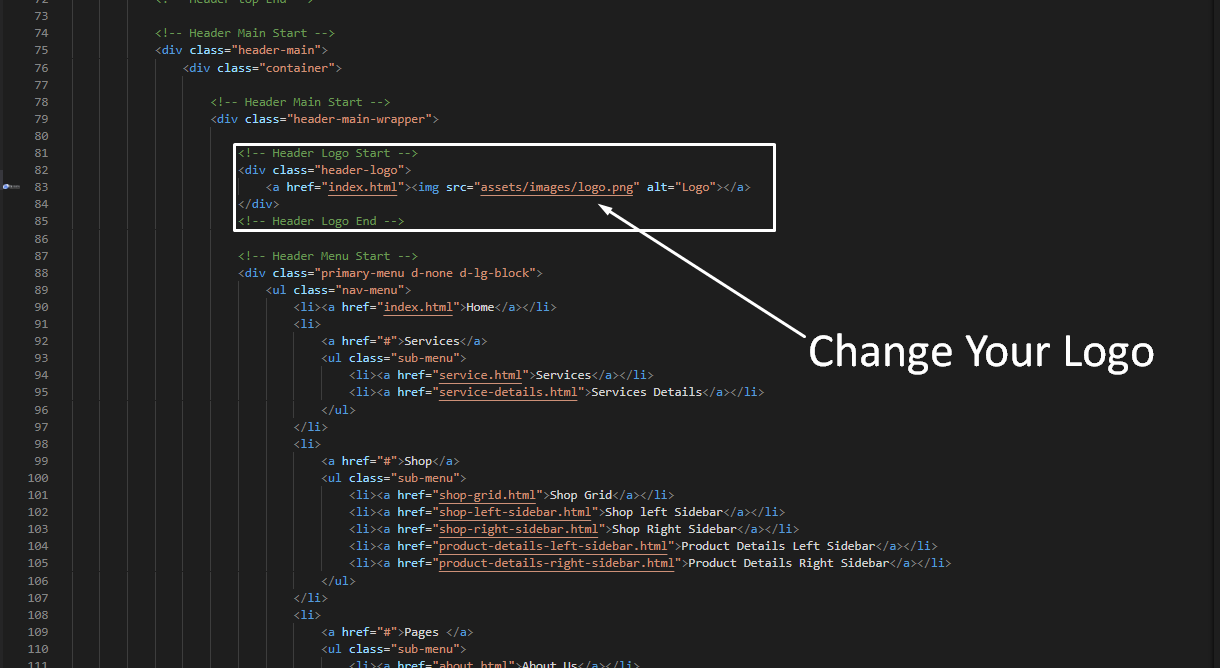 72 <!-- Header top End -->
73
74 <!-- Header Main Start -->
75 <div class="header-main">
76 <div class="container">
77
78 <!-- Header Main Start -->
79 <div class="header-main-wrapper">
80
81 <!-- Header Logo Start -->
82 <div class="header-logo">
83 <a href="index.html"><img src="assets/images/logo.png" alt="Logo"></a>
84 </div>
85 <!-- Header Logo End -->
86
87 <!-- Header Menu Start -->
88 <div class="primary-menu d-none d-lg-block">
89 <ul class="nav-menu">
90 <li><a href="index.html">Home</a></li>
91 <li>
92 <a href="#">Services</a>
Change Your Logo
93 <ul class="sub-menu">
94 <li><a href="service.html">Services</a></li>
95 <li><a href="service-details.html">Services Details</a></li>
96 </ul>
97 </li>
98 <li>
99 <a href="#">Shop</a>
100 <ul class="sub-menu">
101 <li><a href="shop-grid.html">Shop Grid</a></li>
102 <li><a href="shop-left-sidebar.html">Shop left Sidebar</a></li>
103 <li><a href="shop-right-sidebar.html">Shop Right Sidebar</a></li>
104 <li><a href="product-details-left-sidebar.html">Product Details Left Sidebar</a></li>
105 <li><a href="product-details-right-sidebar.html">Product Details Right Sidebar</a></li>
106 </ul>
107 </li>
108 <li>
109 <a href="#">Pages </a>
110 <ul class="sub-menu">
111 <li><a href="about.html">About Us</a></li>